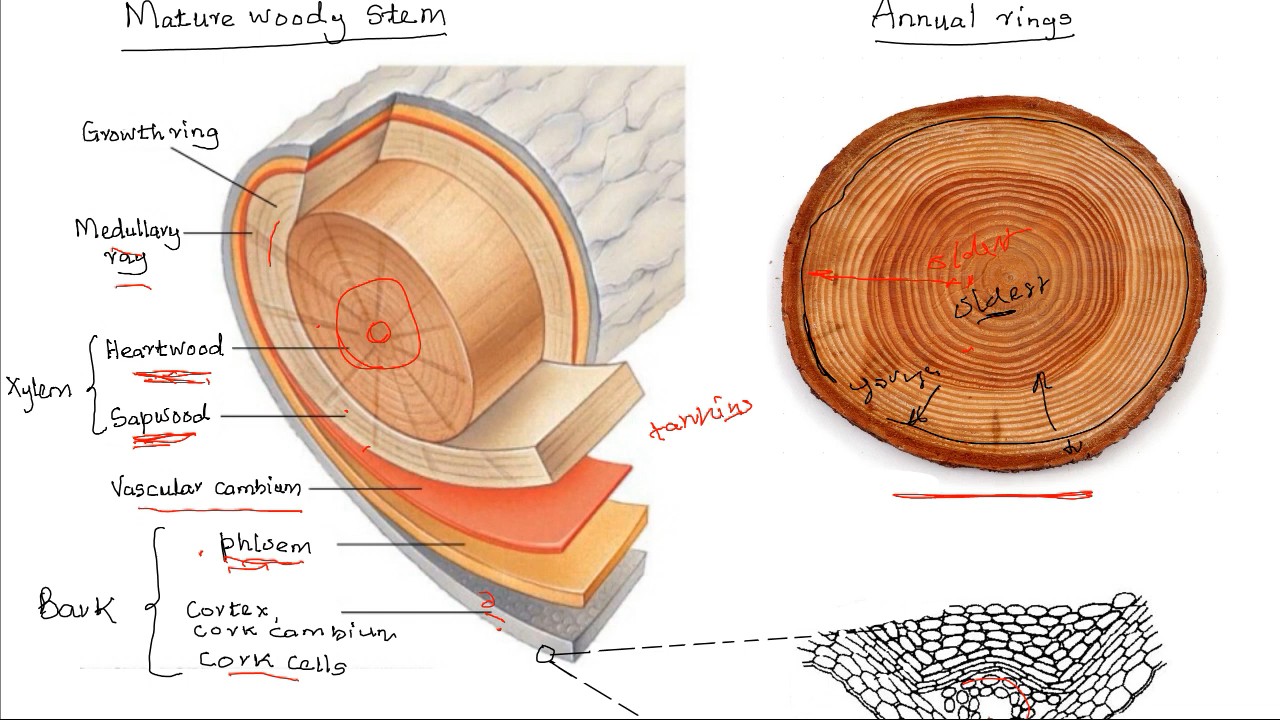 Mature woody stem
Annual rings
Growth ring
Medullary
ray
Heartwood
Xylem
Sapwood
Vascular cambium
phloem
Bark
Cortex,
cork cambium
Cork cells
tannins
oldest
oldest